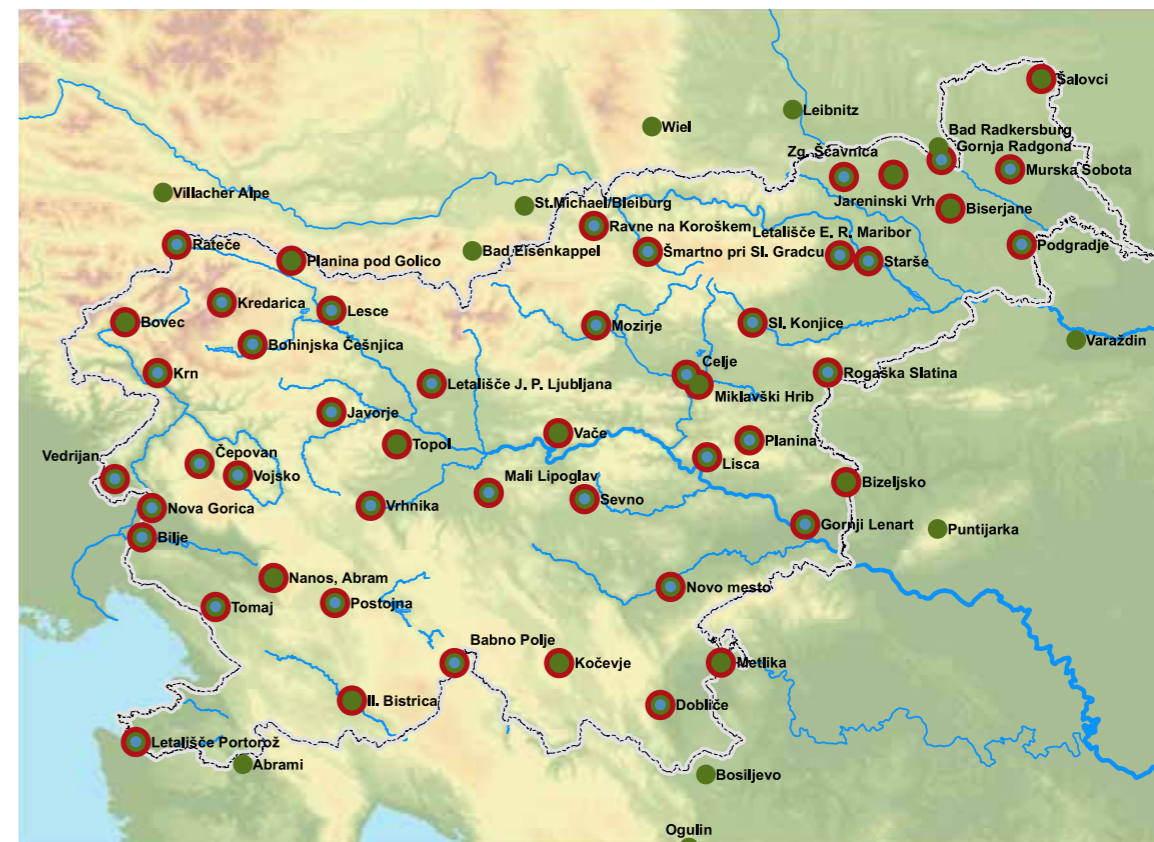 Šalovci
Leibnitz
Wiel
Bad Radkersburg
Gornja Radgona
Zg. Ščavnica
Murska Sobota
Villacher Alpe
Jareninski Vrh
St.Michael/Bleiburg
Biserjane
Ravne na Koroškem
Letališče E. R. Maribor
Rateče
Bad Eisenkappel
Šmartno pri Sl. Gradcu
Podgradje
Planina pod Golico
Starše
Kredarica
Lesce
Bovec
Mozirje
Sl. Konjice
Bohinjska Češnjica
Varaždin
Celje
Krn
Rogaška Slatina
Letališče J. P. Ljubljana
Miklavški Hrib
Javorje
Vače
Planina
Topol
Čepovan
Vedrijan
Lisca
Vojsko
Mali Lipoglav
Bizeljsko
Sevno
Vrhnika
Nova Gorica
Gornji Lenart
Puntijarka
Bilje
Nanos, Abram
Novo mesto
Tomaj
Postojna
Babno Polje
Kočevje
Metlika
Il. Bistrica
Dobliče
Letališče Portorož
Abrami
Bosiljevo
Ogulin